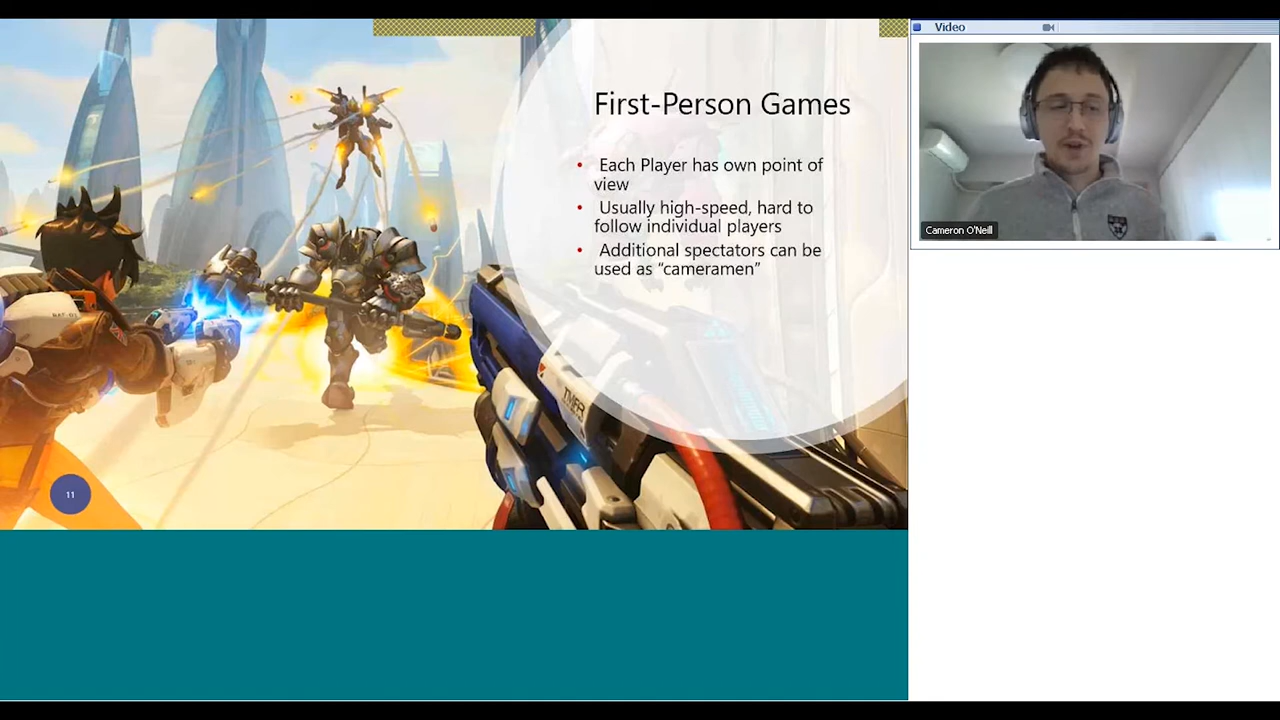 Video
First-Person Games
• Each Player has own point of
view
• Usually high-speed, hard to
follow individual players
• Additional spectators can be
used as “cameramen”
Cameron O'Neill
11